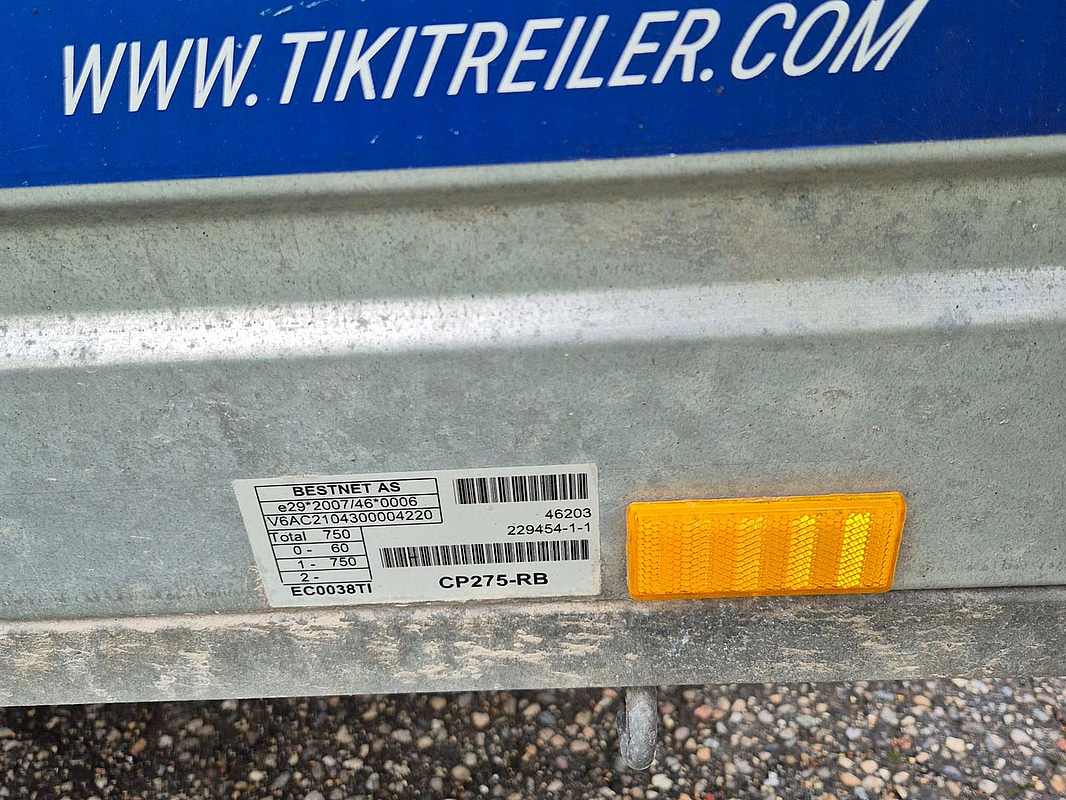 WWW.TIKITREILER.COM
BESTNET AS
e29*2007/46*0006
V6AC2104300004220
Total 750
0 - 60
1 - 750
2 -
EC0038TI
46203
229454-1-1
CP275-RB